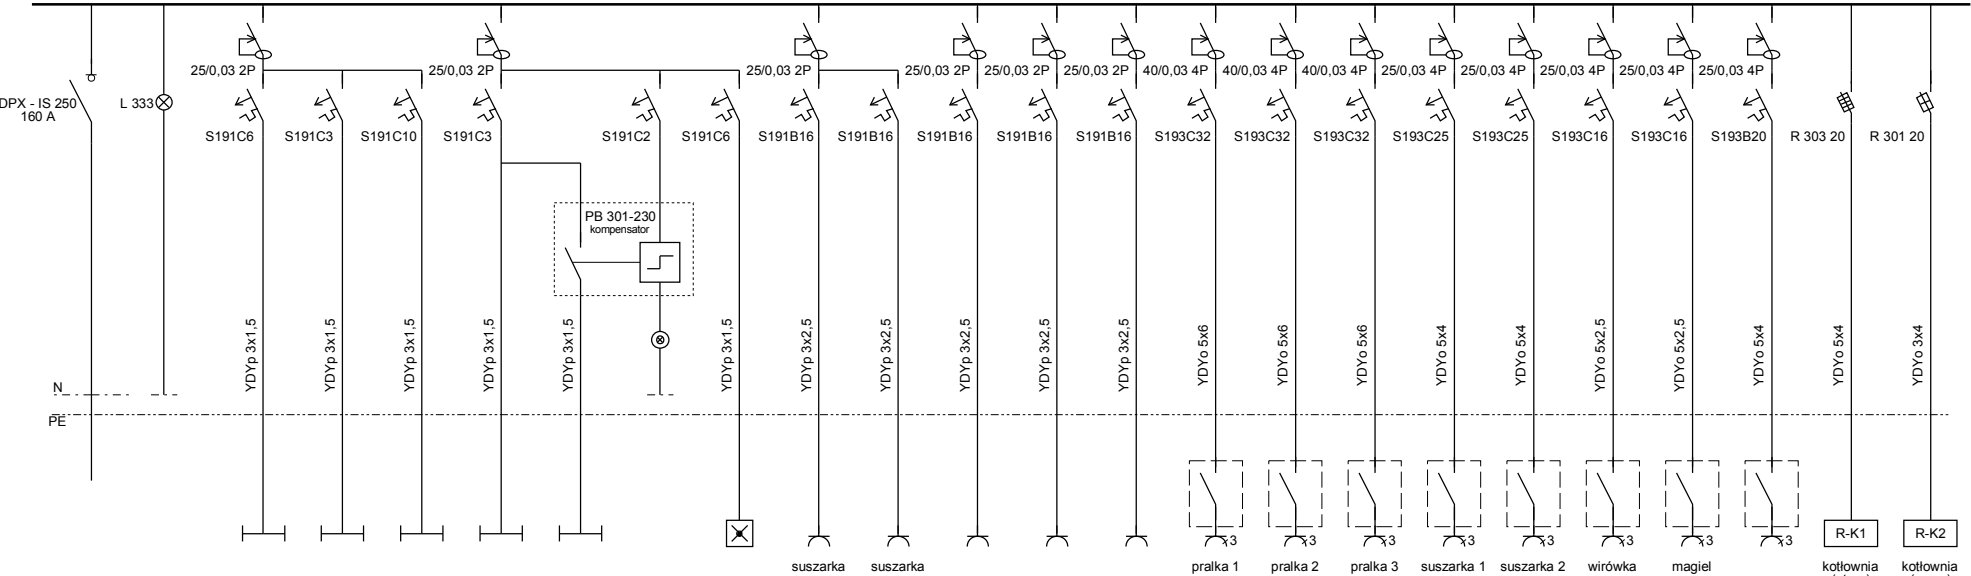 25/0,03 2P 25/0,03 2P 25/0,03 2P 25/0,03 2P 25/0,03 2P 25/0,03 2P 40/0,03 4P 40/0,03 4P 40/0,03 4P 25/0,03 4P 25/0,03 4P 25/0,03 4P 25/0,03 4P 25/0,03 4P
DPX - IS 250
160 A
L 333
S191C6 S191C3 S191C10 S191C3 S191C2 S191C6 S191B16 S191B16 S191B16 S191B16 S191B16 S193C32 S193C32 S193C32 S193C25 S193C25 S193C16 S193C16 S193B20 R 303 20 R 301 20
PB 301-230
kompensator
YDYp 3x1,5 YDYp 3x1,5 YDYp 3x1,5 YDYp 3x1,5 YDYp 3x1,5 YDYp 3x1,5 YDYp 3x2,5 YDYp 3x2,5 YDYp 3x2,5 YDYp 3x2,5 YDYp 3x2,5 YDYo 5x6 YDYo 5x6 YDYo 5x6 YDYo 5x4 YDYo 5x4 YDYo 5x2,5 YDYo 5x2,5 YDYo 5x4 YDYo 5x4 YDYo 3x4
N
PE
R-K1 R-K2
3 3 3 3 3 3 3 3
suszarka suszarka pralka 1 pralka 2 pralka 3 suszarka 1 suszarka 2 wirówka magiel kotłownia kotłownia